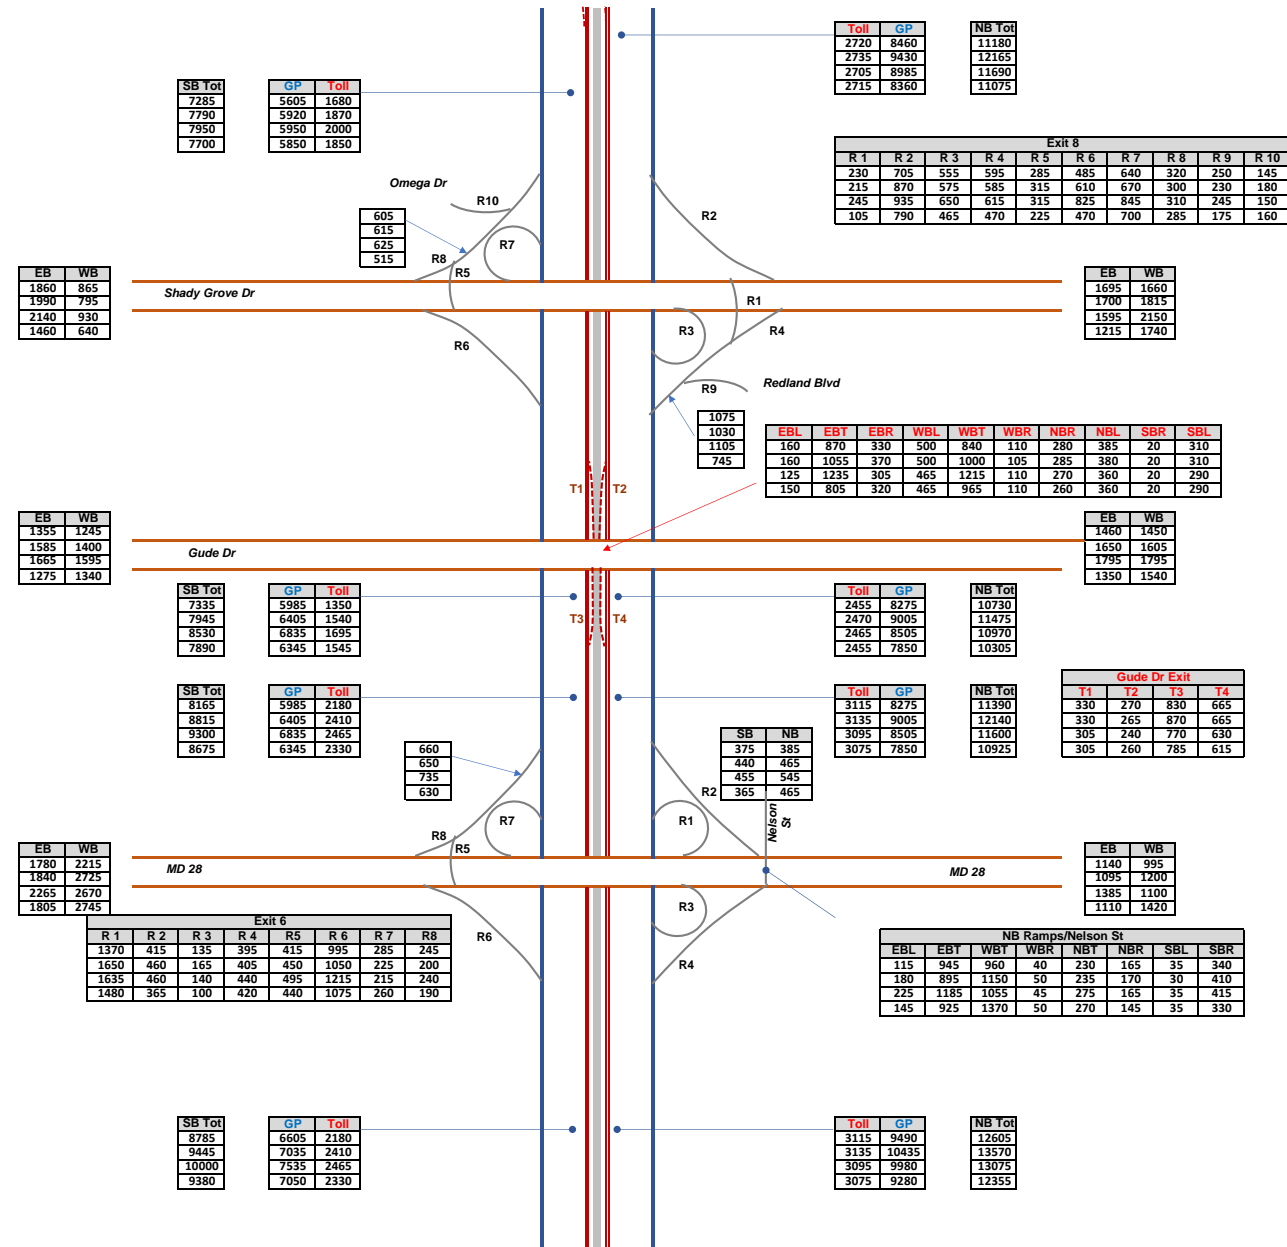 Toll GP NB Tot
2720 8460 11180
2735 9430 12165
2705 8985 11690
2715 8360 11075
SB Tot GP Toll
7285 5605 1680
7790 5920 1870
7950 5950 2000
7700 5850 1850
Exit 8
R 1 R 2 R 3 R 4 R 5 R 6 R 7 R 8 R 9 R 10
230 705 555 595 285 485 640 320 250 145
215 870 575 585 315 610 670 300 230 180
245 935 650 615 315 825 845 310 245 150
105 790 465 470 225 470 700 285 175 160
Omega Dr
R10
R2
605
615
625
515
R7
R8
R5
EB WB
1860 865
1990 795
2140 930
1460 640
Shady Grove Dr
R1
R3
R4
R6
EB WB
1695 1660
1700 1815
1595 2150
1215 1740
R9
Redland Blvd
1075
1030
1105
745
EBL EBT EBR WBL WBT WBR NBR NBL SBR SBL
160 870 330 500 840 110 280 385 20 310
160 1055 370 500 1000 105 285 380 20 310
125 1235 305 465 1215 110 270 360 20 290
150 805 320 465 965 110 260 360 20 290
T1 T2
EB WB
1355 1245
1585 1400
1665 1595
1275 1340
Gude Dr
EB WB
1460 1450
1650 1605
1795 1795
1350 1540
SB Tot GP Toll
7335 5985 1350
7945 6405 1540
8530 6835 1695
7890 6345 1545
T3 T4
Toll GP NB Tot
2455 8275 10730
2470 9005 11475
2465 8505 10970
2455 7850 10305
SB Tot GP Toll
8165 5985 2180
8815 6405 2410
9300 6835 2465
8675 6345 2330
Toll GP NB Tot
3115 8275 11390
3135 9005 12140
3095 8505 11600
3075 7850 10925
Gude Dr Exit
T1 T2 T3 T4
330 270 830 665
330 265 870 665
305 240 770 630
305 260 785 615
SB NB
375 385
440 465
455 545
365 465
660
650
735
630
R2
R7
R1
Nelson
St
R8
R5
EB WB
1780 2215
1840 2725
2265 2670
1805 2745
MD 28
MD 28
EB WB
1140 995
1095 1200
1385 1100
1110 1420
R3
R6
R4
Exit 6
R 1 R 2 R 3 R 4 R5 R 6 R 7 R8
1370 415 135 395 415 995 285 245
1650 460 165 405 450 1050 225 200
1635 460 140 440 495 1215 215 240
1480 365 100 420 440 1075 260 190
NB Ramps/Nelson St
EBL EBT WBT WBR NBT NBR SBL SBR
115 945 960 40 230 165 35 340
180 895 1150 50 235 170 30 410
225 1185 1055 45 275 165 35 415
145 925 1370 50 270 145 35 330
SB Tot GP Toll
8785 6605 2180
9445 7035 2410
10000 7535 2465
9380 7050 2330
Toll GP NB Tot
3115 9490 12605
3135 10435 13570
3095 9980 13075
3075 9280 12355